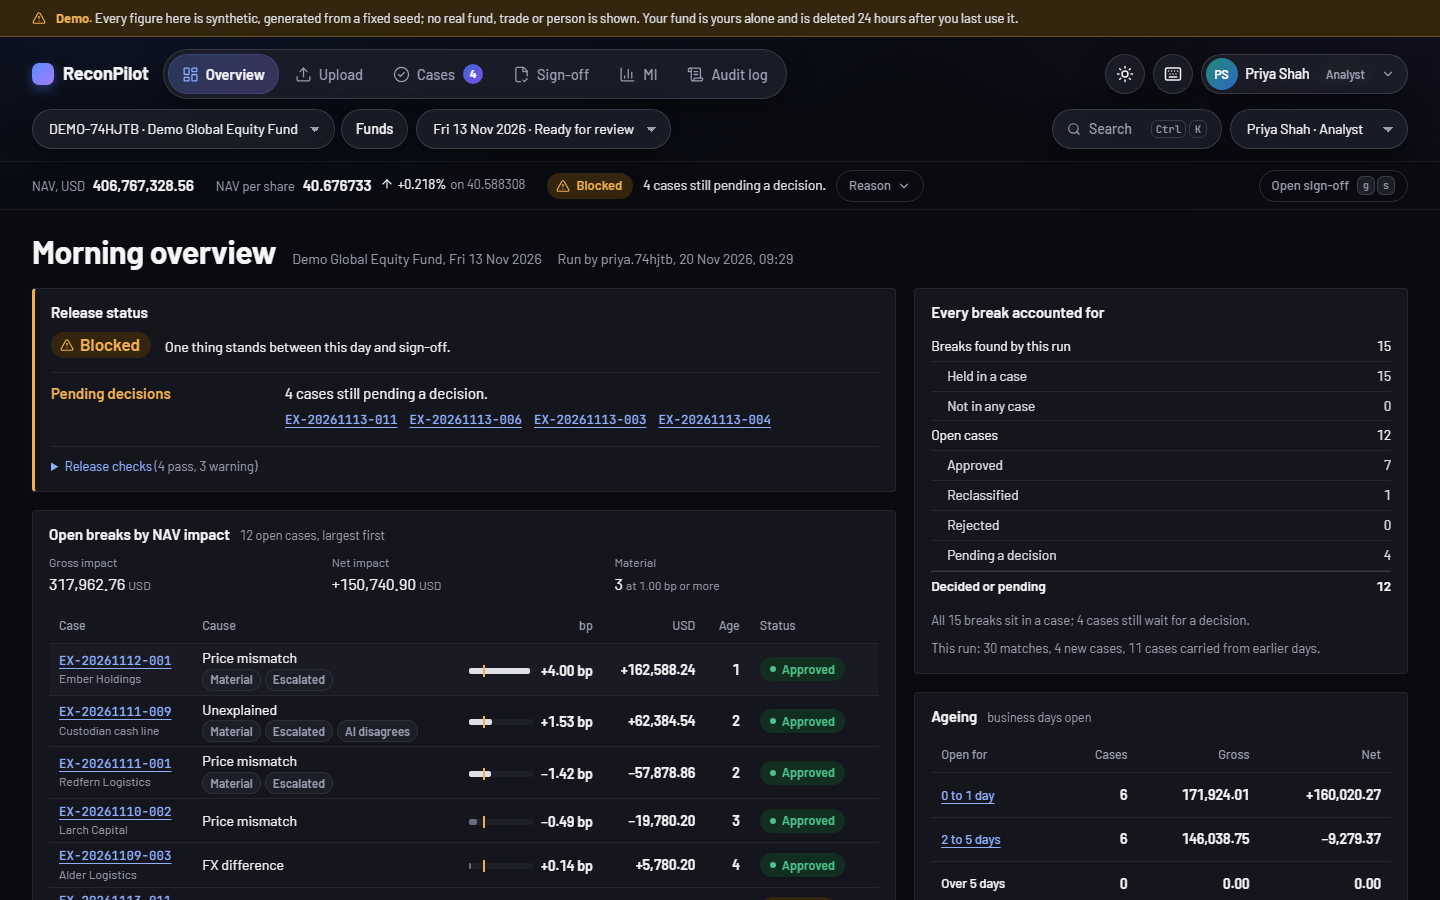 Demo. Every figure here is synthetic, generated from a fixed seed; no real fund, trade or person is shown. Your fund is yours alone and is deleted 24 hours after you last use it.
ReconPilot Overview Upload Cases 4 Sign-off MI Audit log PS Priya Shah Analyst
DEMO-74HJTB · Demo Global Equity Fund Funds Fri 13 Nov 2026 · Ready for review Search Ctrl K Priya Shah · Analyst
NAV, USD 406,767,328.56 NAV per share 40.676733 ↑ +0.218% on 40.588308 Blocked 4 cases still pending a decision. Reason Open sign-off g s
Morning overview Demo Global Equity Fund, Fri 13 Nov 2026 Run by priya.74hjtb, 20 Nov 2026, 09:29
Release status
Blocked One thing stands between this day and sign-off.
Pending decisions 4 cases still pending a decision.
EX-20261113-011 EX-20261113-006 EX-20261113-003 EX-20261113-004
Release checks (4 pass, 3 warning)
Open breaks by NAV impact 12 open cases, largest first
Gross impact Net impact Material
317,962.76 USD +150,740.90 USD 3 at 1.00 bp or more
Case Cause bp USD Age Status
EX-20261112-001 Price mismatch +4.00 bp +162,588.24 1 Approved
Ember Holdings Material Escalated
EX-20261111-009 Unexplained +1.53 bp +62,384.54 2 Approved
Custodian cash line Material Escalated AI disagrees
EX-20261111-001 Price mismatch −1.42 bp −57,878.86 2 Approved
Redfern Logistics Material Escalated
EX-20261110-002 Price mismatch −0.49 bp −19,780.20 3 Approved
Larch Capital
EX-20261109-003 FX difference +0.14 bp +5,780.20 4 Approved
Alder Logistics
EX-20261113-011
Every break accounted for
Breaks found by this run 15
Held in a case 15
Not in any case 0
Open cases 12
Approved 7
Reclassified 1
Rejected 0
Pending a decision 4
Decided or pending 12
All 15 breaks sit in a case; 4 cases still wait for a decision.
This run: 30 matches, 4 new cases, 11 cases carried from earlier days.
Ageing business days open
Open for Cases Gross Net
0 to 1 day 6 171,924.01 +160,020.27
2 to 5 days 6 146,038.75 −9,279.37
Over 5 days 0 0.00 0.00